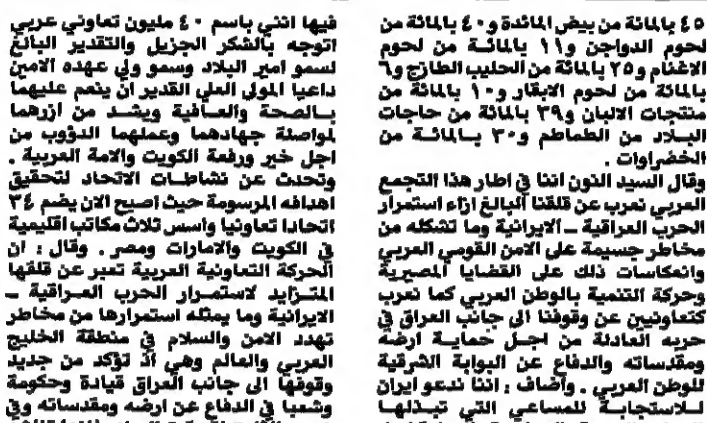 ٤٥ بالمائة من بيض المائدة و٤٠ بالمائة من
لحوم الدواجن و١١ بالمائة من لحوم
الاغنام و٢٥ بالمائة من الحليب الطازج و٦
بالمائة من لحوم الابقار و١٠ بالمائة من
منتجات الالبان و٣٩ بالمائة من حاجات
البلاد من الطماطم و٣٠ بالمائة من
الخضراوات .
وقال السيد النون اننا في اطار هذا التجمع
العربي نعرب عن قلقنا البالغ ازاء استمرار
الحرب العراقية ـ الايرانية وما تشكله من
مخاطر جسيمة على الامن القومي العربي
وانعكاسات ذلك على القضايا المصيرية
وحركة التنمية بالوطن العربي كما نعرب
كتعاونيين عن وقوفنا الى جانب العراق في
حربه العادلة من اجل حماية ارضه
ومقدساته والدفاع عن البوابة الشرقية
للوطن العربي . واضاف : اننا ندعو ايران
للاستجابة للمساعي التي تبذلها
فيها انني باسم ٤٠ مليون تعاوني عربي
اتوجه بالشكر الجزيل والتقدير البالغ
لسمو امير البلاد وسمو ولي عهده الامين
داعيا المولى العلي القدير ان ينعم عليهما
بالصحة والعافية ويشد من ازرهما
لمواصلة جهادهما وعملهما الدؤوب من
اجل خير ورفعة الكويت والامة العربية .
وتحدث عن نشاطات الاتحاد لتحقيق
اهدافه المرسومة حيث اصبح الان يضم ٣٤
اتحادا تعاونيا واسس ثلاث مكاتب اقليمية
في الكويت والامارات ومصر . وقال : ان
الحركة التعاونية العربية تعبر عن قلقها
المتزايد لاستمرار الحرب العراقية ـ
الايرانية وما يمثله استمرارها من مخاطر
تهدد الامن والسلام في منطقة الخليج
العربي والعالم وهي اذ تؤكد من جديد
وقوفها الى جانب العراق قيادة وحكومة
وشعبا في الدفاع عن ارضه ومقدساته وفي